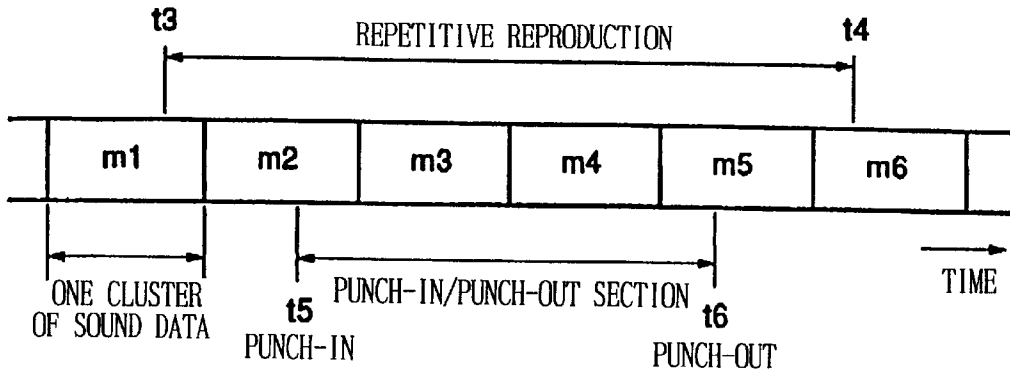 t3
REPETITIVE REPRODUCTION
t4
m1 m2 m3 m4 m5 m6
ONE CLUSTER
OF SOUND DATA
t5
PUNCH-IN
PUNCH-IN/PUNCH-OUT SECTION
t6
PUNCH-OUT
TIME